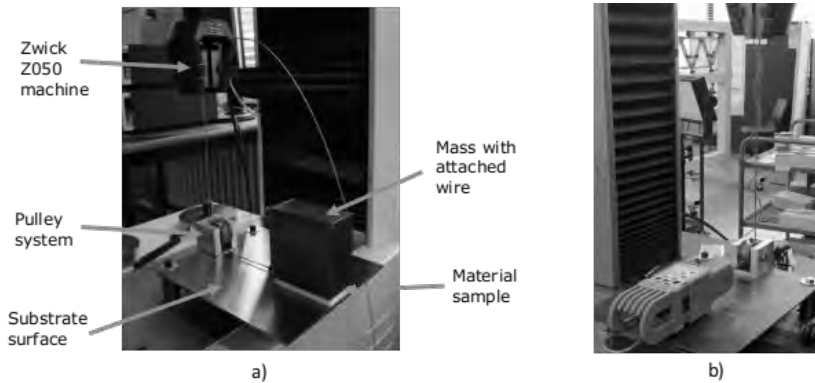 Zwick
Z050
machine
Mass with
attached
wire
Pulley
system
Material
sample
Substrate
surface
a)
b)